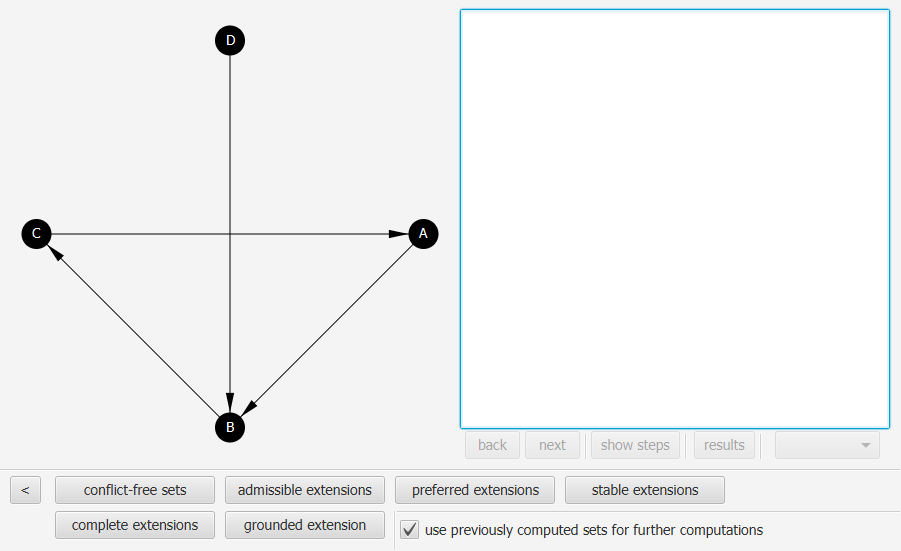 D
C
A
B
back next show steps results
< conflict-free sets admissible extensions preferred extensions stable extensions
complete extensions grounded extension use previously computed sets for further computations